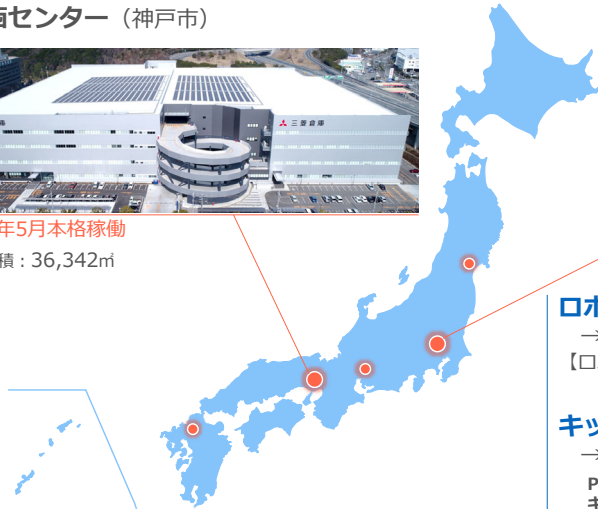 センター（神戸市）
三菱倉庫
年5月本格稼働
積：36,342㎡
ロボ
→
【ロ
キッ
→
P
キ